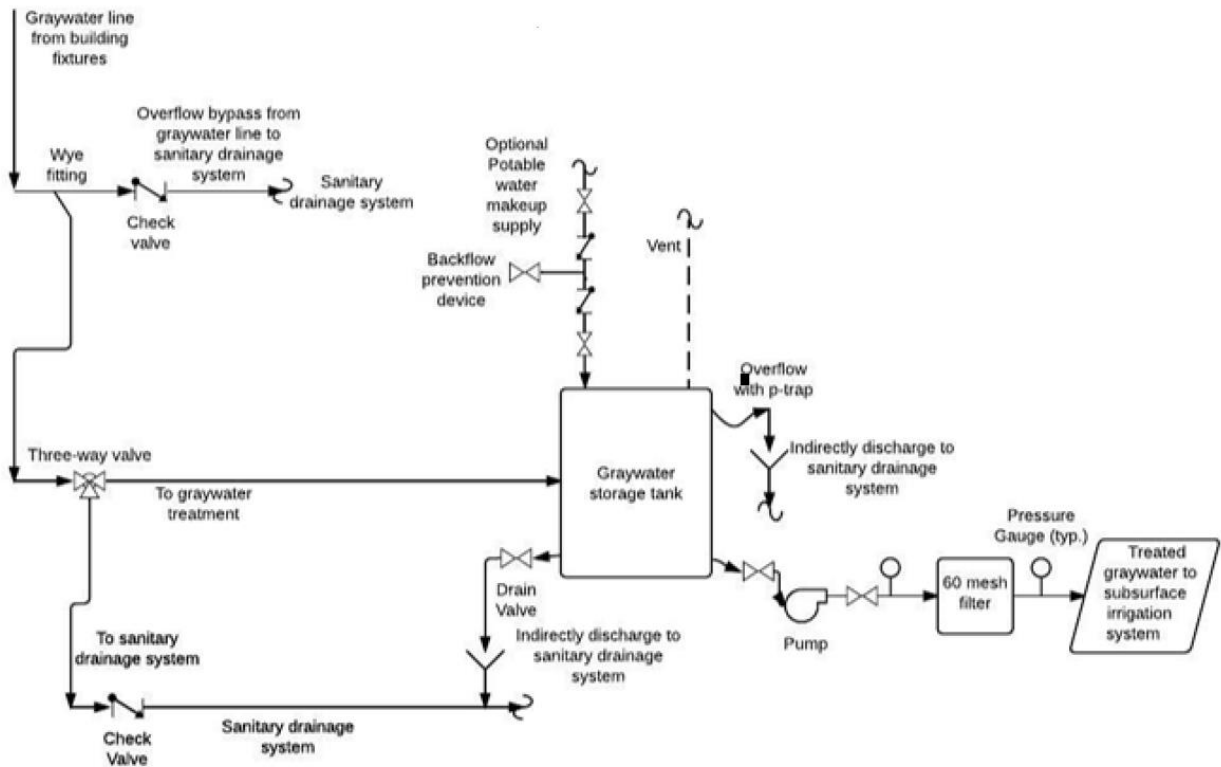 Graywater line
from building
fixtures
Overflow bypass from
graywater line to
sanitary drainage
system
Wye
fitting
Sanitary
drainage system
Check
valve
Optional
Potable
water
makeup
supply
Vent
Backflow
prevention
device
Overflow
with p-trap
Three-way valve
To graywater
treatment
Graywater
storage tank
Indirectly discharge to
sanitary drainage
system
Pressure
Gauge (typ.)
Drain
Valve
60 mesh
filter
Treated
graywater to
subsurface
irrigation
system
Pump
To sanitary
drainage system
Indirectly discharge to
sanitary drainage
system
Sanitary drainage
system
Check
Valve